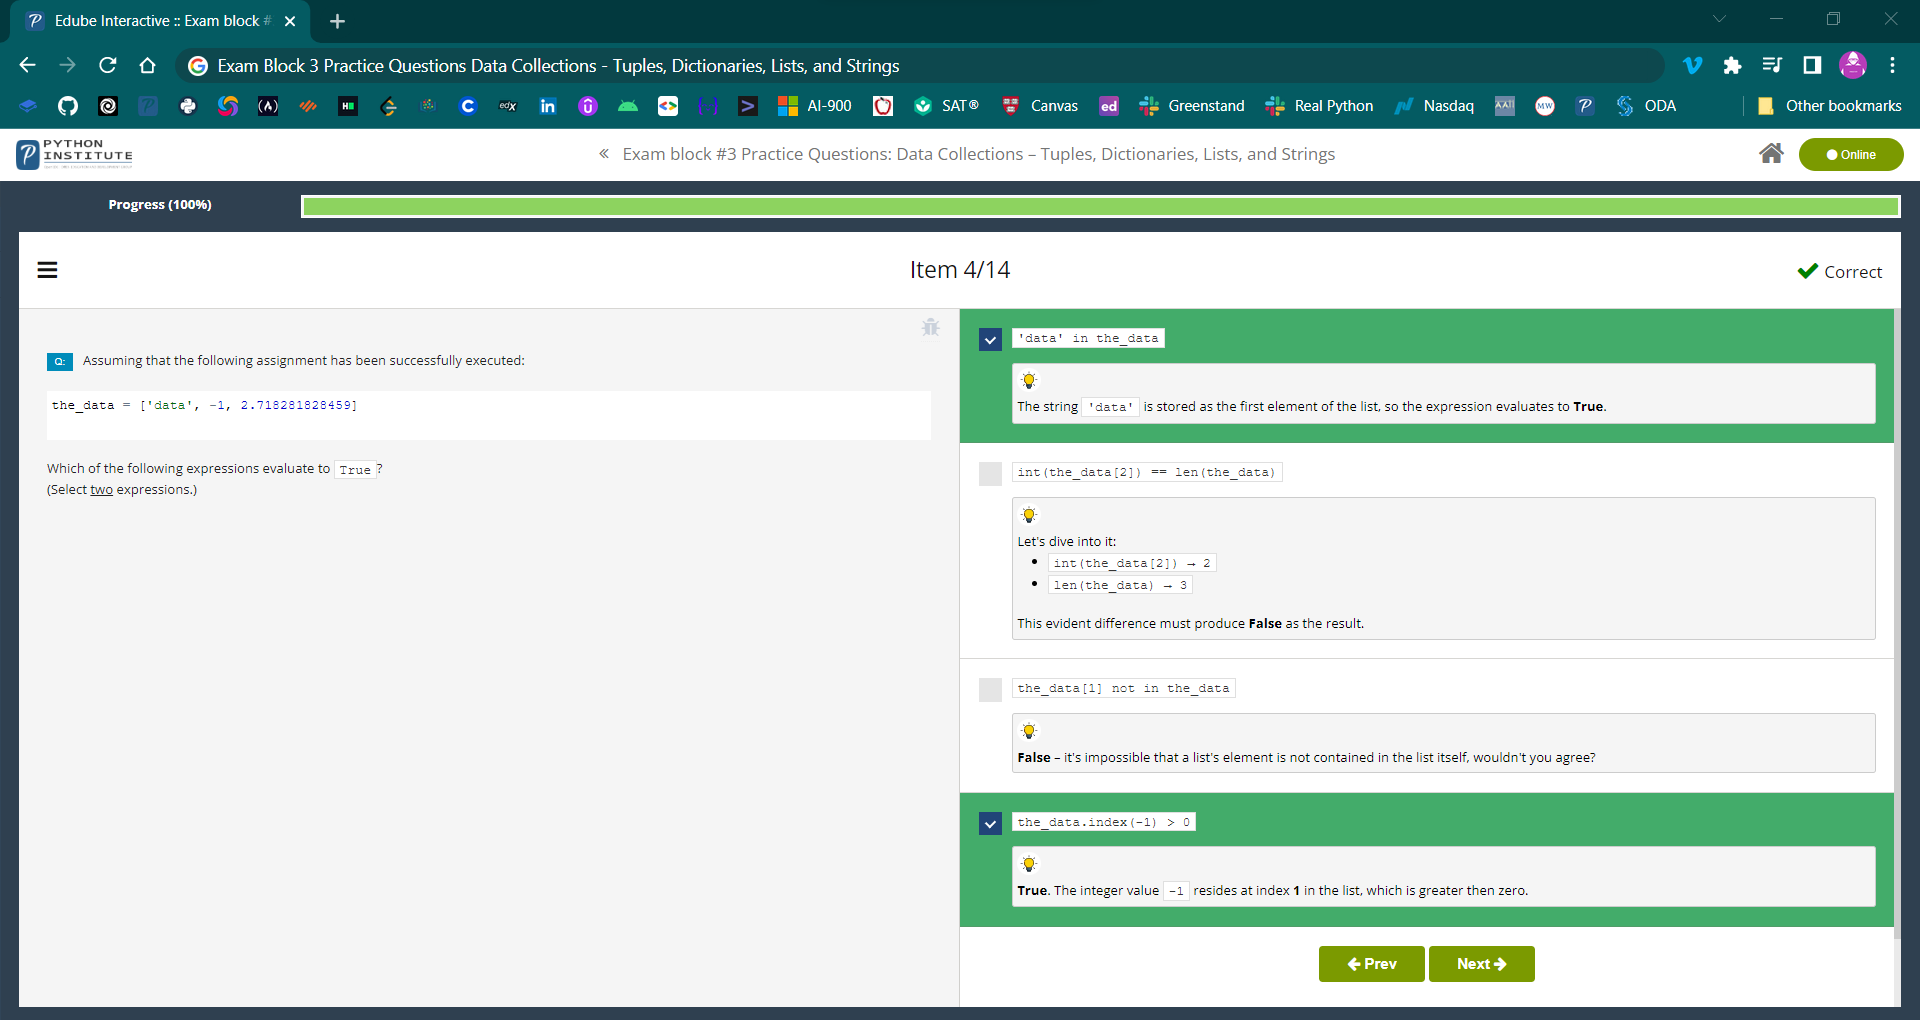 Edube Interactive :: Exam block #
Exam Block 3 Practice Questions Data Collections - Tuples, Dictionaries, Lists, and Strings
AI-900
SAT®
Canvas
ed
Greenstand
Real Python
Nasdaq
ODA
Other bookmarks
PYTHON
INSTITUTE
« Exam block #3 Practice Questions: Data Collections – Tuples, Dictionaries, Lists, and Strings
Online
Progress (100%)
Item 4/14
Correct
Q: Assuming that the following assignment has been successfully executed:
the_data = ['data', -1, 2.718281828459]
Which of the following expressions evaluate to True ?
(Select two expressions.)
'data' in the_data
The string 'data' is stored as the first element of the list, so the expression evaluates to True.
int(the_data[2]) == len(the_data)
Let's dive into it:
• int(the_data[2]) → 2
• len(the_data) → 3
This evident difference must produce False as the result.
the_data[1] not in the_data
False – it's impossible that a list's element is not contained in the list itself, wouldn't you agree?
the_data.index(-1) > 0
True. The integer value -1 resides at index 1 in the list, which is greater then zero.
Prev
Next